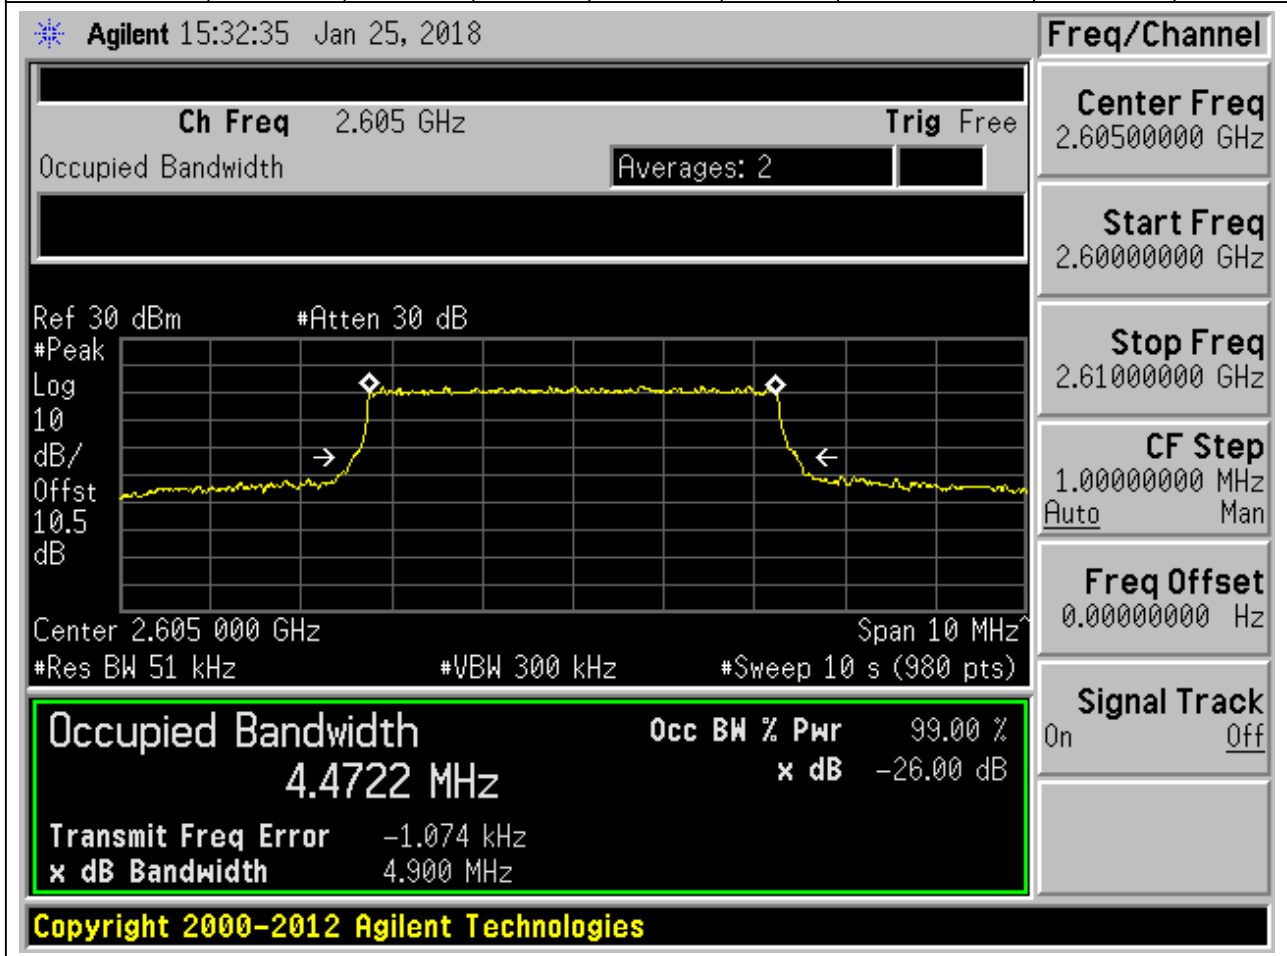 Agilent 15:32:35 Jan 25, 2018
Freq/Channel
Ch Freq 2.605 GHz Trig Free
Occupied Bandwidth Averages: 2
Center Freq
2.60500000 GHz
Start Freq
2.60000000 GHz
Stop Freq
2.61000000 GHz
CF Step
1.00000000 MHz
Auto Man
Freq Offset
0.00000000 Hz
Signal Track
On Off
Ref 30 dBm #Atten 30 dB
#Peak
Log
10
dB/
Offst
10.5
dB
Center 2.605 000 GHz Span 10 MHz^
#Res BW 51 kHz #VBW 300 kHz #Sweep 10 s (980 pts)
Occupied Bandwidth Occ BW % Pwr 99.00 %
4.4722 MHz x dB -26.00 dB
Transmit Freq Error -1.074 kHz
x dB Bandwidth 4.900 MHz
Copyright 2000-2012 Agilent Technologies